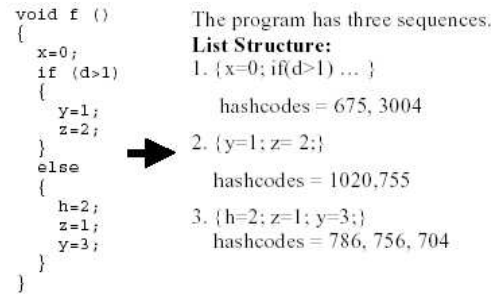 void f ()
{
x=0;
if (d>1)
{
y=1;
z=2;
}
else
{
h=2;
z=1;
y=3;
}
}
The program has three sequences.
List Structure:
1. {x=0; if(d>1) ... }
hashcodes = 675, 3004
2. {y=1; z= 2;}
hashcodes = 1020,755
3. {h=2; z=1; y=3;}
hashcodes = 786, 756, 704